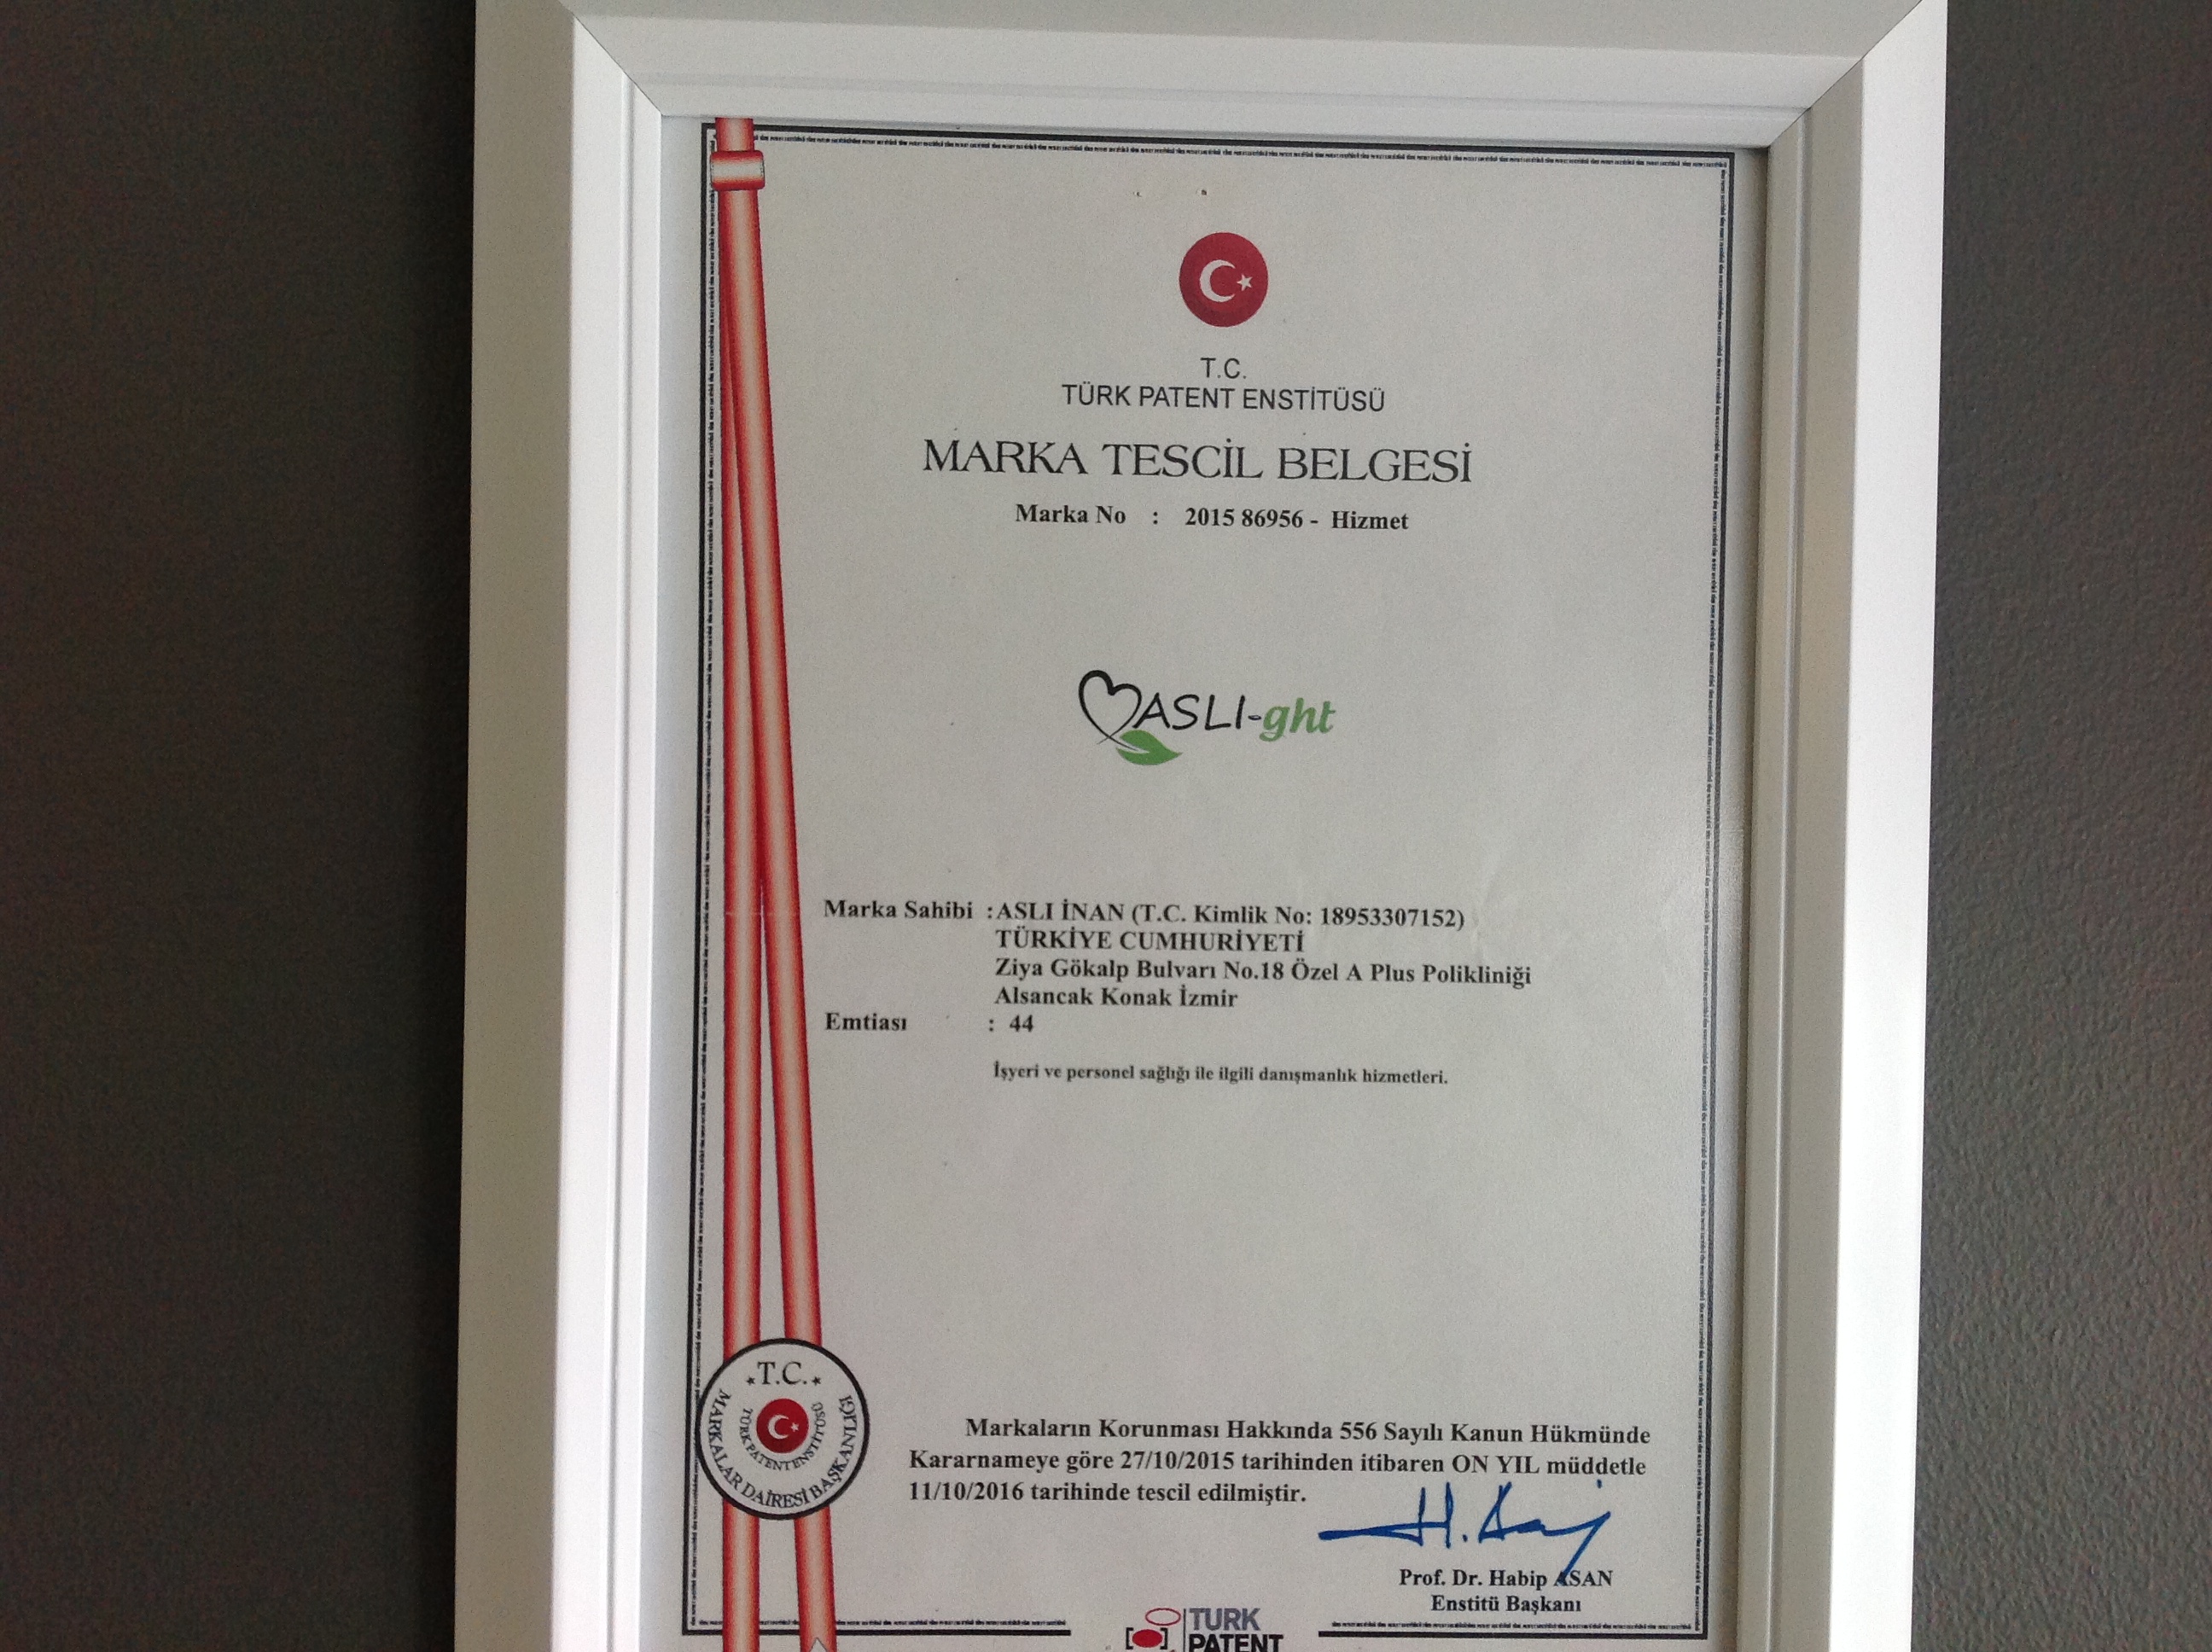 T.C.
TÜRK PATENT ENSTİTÜSÜ
MARKA TESCİL BELGESİ
Marka No : 2015 86956 - Hizmet
ASLI-ght
Marka Sahibi : ASLI İNAN (T.C. Kimlik No: 18953307152)
TÜRKİYE CUMHURİYETİ
Ziya Gökalp Bulvarı No.18 Özel A Plus Polikliniği
Alsancak Konak İzmir
Emtiası : 44
İşyeri ve personel sağlığı ile ilgili danışmanlık hizmetleri.
T.C.
TÜRK PATENT ENSTİTÜSÜ
MARKALAR DAİRESİ BAŞKANLIĞI
Markaların Korunması Hakkında 556 Sayılı Kanun Hükmünde
Kararnameye göre 27/10/2015 tarihinden itibaren ON YIL müddetle
11/10/2016 tarihinde tescil edilmiştir.
Prof. Dr. Habip ASAN
Enstitü Başkanı
TURK
PATENT